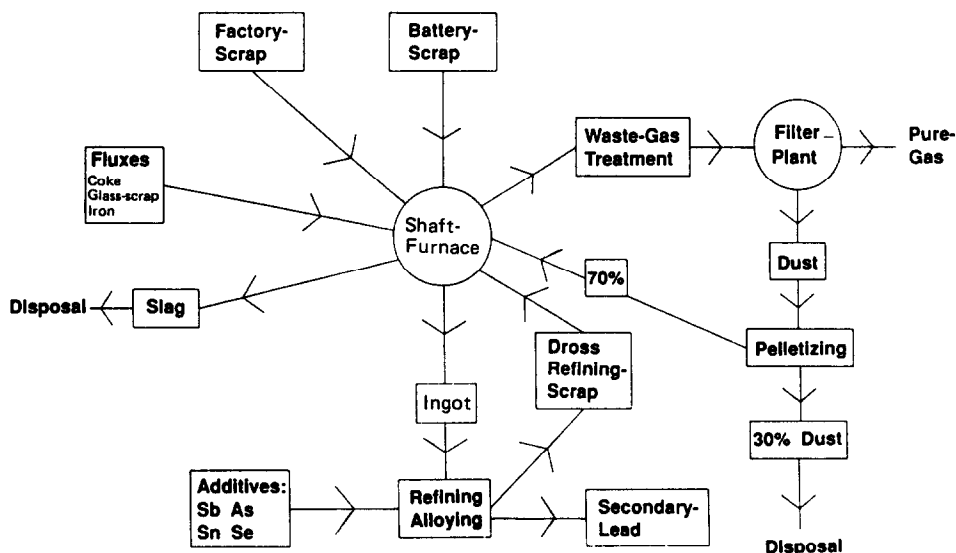 Factory-
Scrap
Battery-
Scrap
Fluxes
Coke
Glass-scrap
Iron
Waste-Gas
Treatment
Filter-
Plant
Pure-
Gas
Shaft-
Furnace
Dust
70%
Disposal
Slag
Dross
Refining-
Scrap
Pelletizing
Ingot
30% Dust
Additives:
Sb As
Sn Se
Refining
Alloying
Secondary-
Lead
Disposal